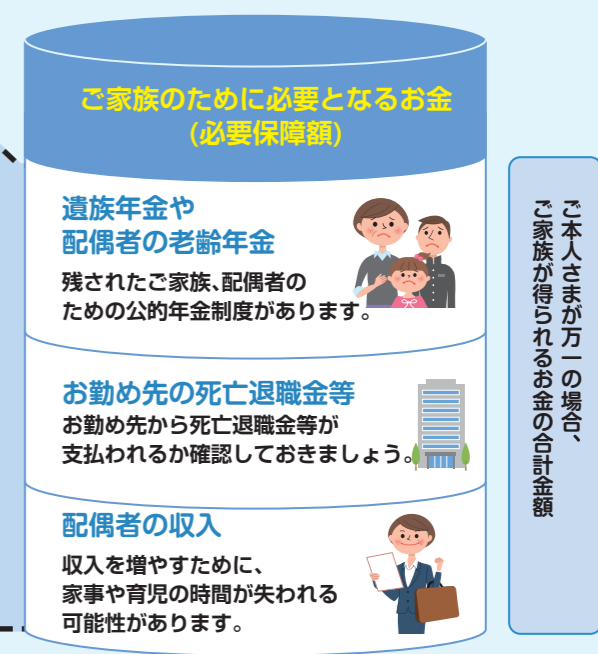 ご家族のために必要となるお金
(必要保障額)
遺族年金や
配偶者の老齢年金
残されたご家族、配偶者の
ための公的年金制度があります。
お勤め先の死亡退職金等
お勤め先から死亡退職金等が
支払われるか確認しておきましょう。
配偶者の収入
収入を増やすために、
家事や育児の時間が失われる
可能性があります。
ご本人さまが万一の場合、
ご家族が得られるお金の合計金額